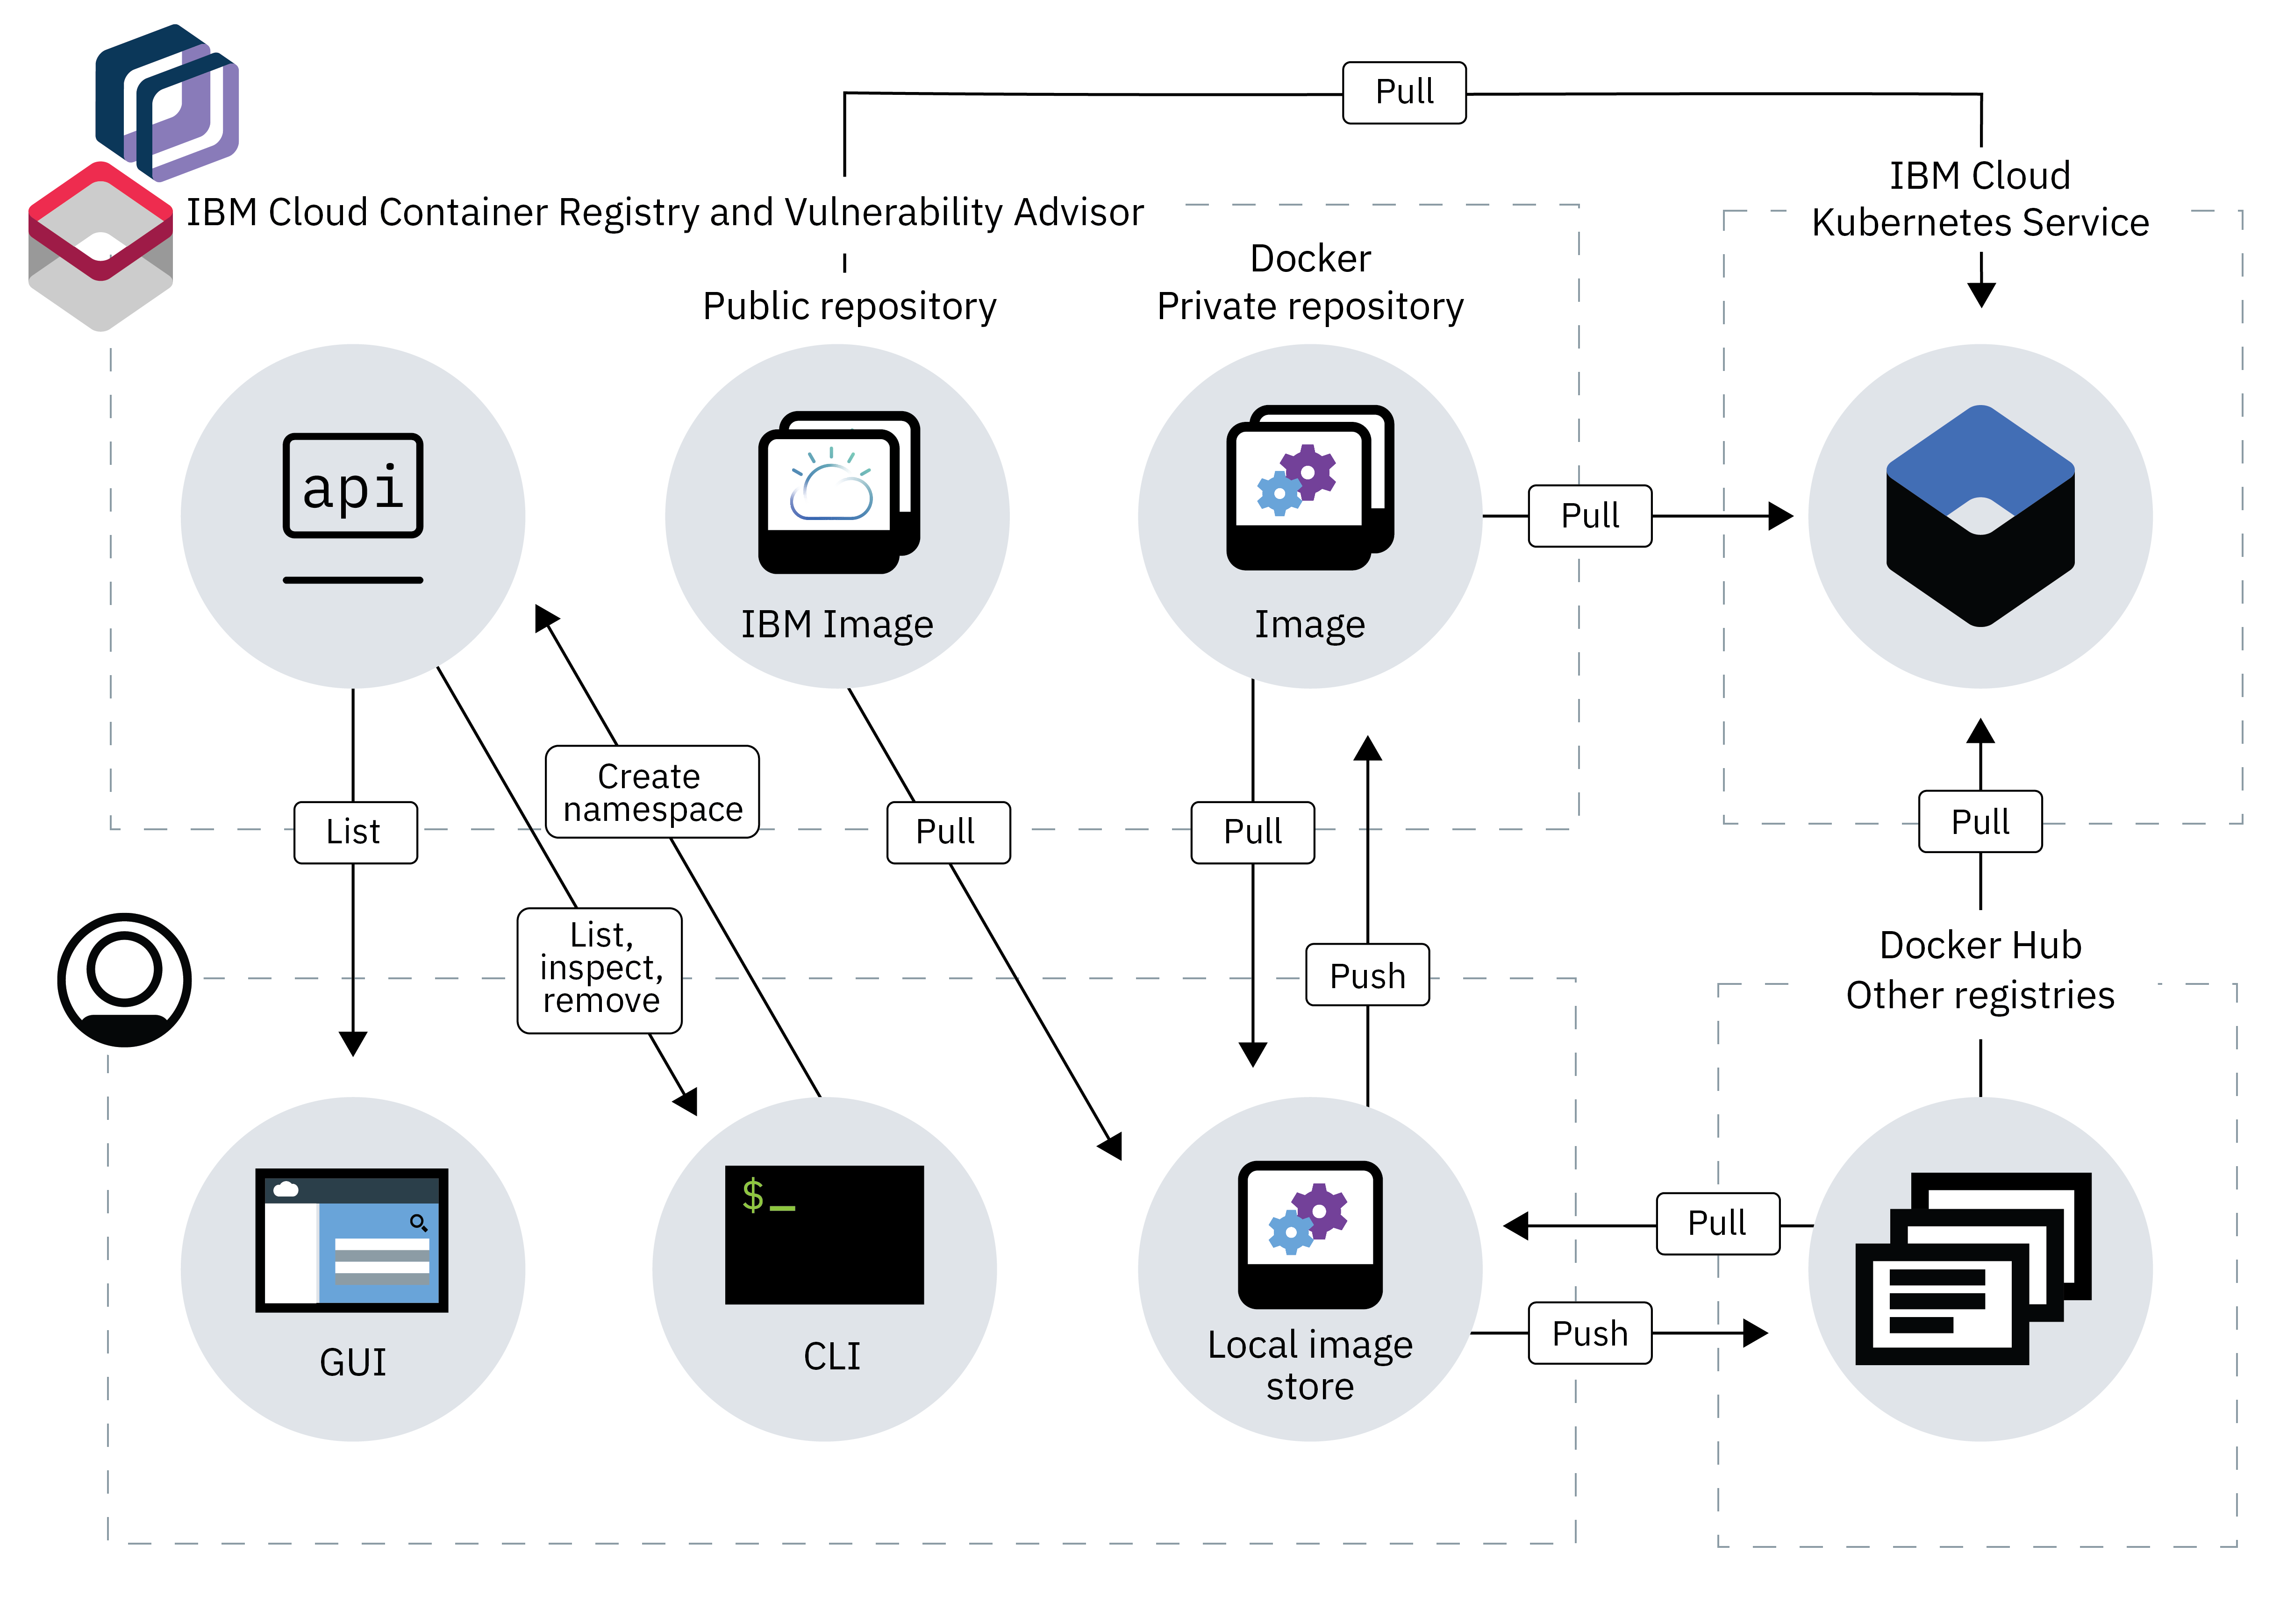 Pull
IBM Cloud
Kubernetes Service
IBM Cloud Container Registry and Vulnerability Advisor
Public repository
Docker
Private repository
api
IBM Image
Image
Pull
List
Create
namespace
Pull
Pull
Pull
List,
inspect,
remove
Push
Docker Hub
Other registries
GUI
$_
CLI
Local image
store
Pull
Push